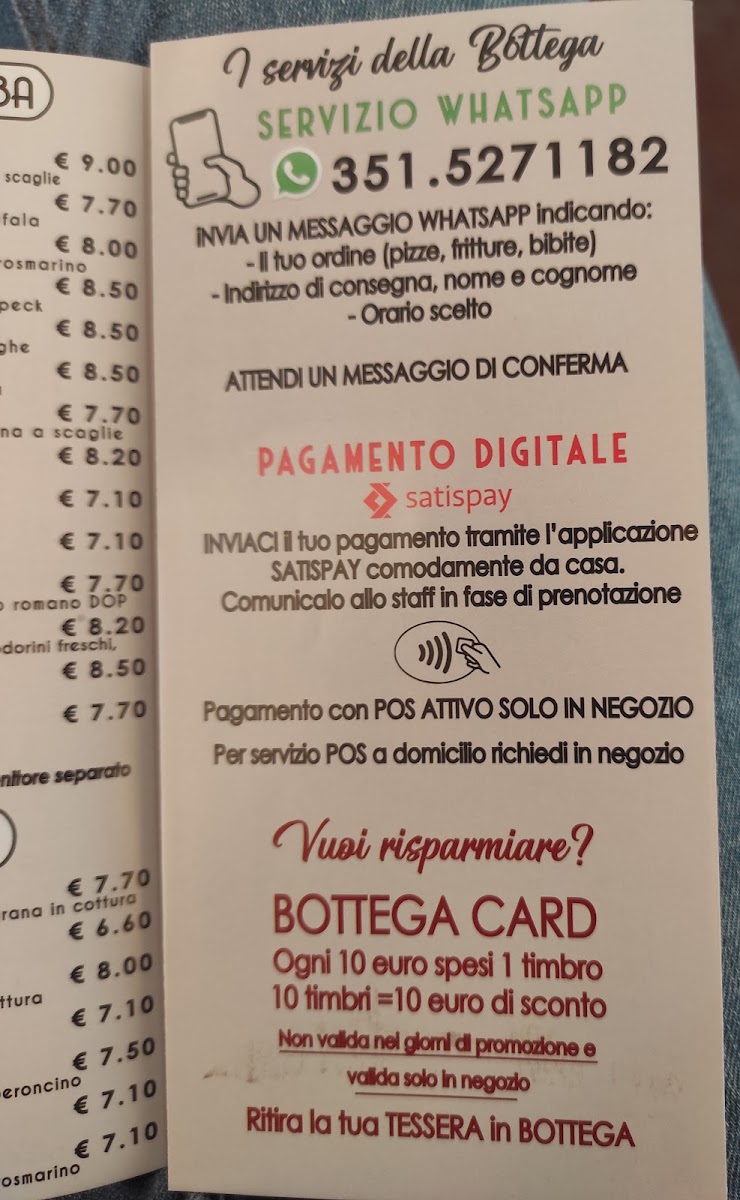 BA
€ 9.00
scaglie
€ 7.70
fala
€ 8.00
osmarino
€ 8.50
peck
€ 8.50
ghe
€ 8.50
€ 7.70
na a scaglie
€ 8.20
€ 7.10
€ 7.10
€ 7.70
o romano DOP
€ 8.20
dorini freschi,
€ 8.50
€ 7.70
nitore separato
€ 7.70
rana in cottura
€ 6.60
€ 8.00
ttura
€ 7.10
€ 7.50
eroncino
€ 7.10
€ 7.10
osmarino
I servizi della Bottega
SERVIZIO WHATSAPP
351.5271182
INVIA UN MESSAGGIO WHATSAPP indicando:
- Il tuo ordine (pizze, fritture, bibite)
- Indirizzo di consegna, nome e cognome
- Orario scelto
ATTENDI UN MESSAGGIO DI CONFERMA
PAGAMENTO DIGITALE
satispay
INVIACI il tuo pagamento tramite l'applicazione
SATISPAY comodamente da casa.
Comunicalo allo staff in fase di prenotazione
Pagamento con POS ATTIVO SOLO IN NEGOZIO
Per servizio POS a domicilio richiedi in negozio
Vuoi risparmiare?
BOTTEGA CARD
Ogni 10 euro spesi 1 timbro
10 timbri =10 euro di sconto
Non valida nei giorni di promozione e
valida solo in negozio
Ritira la tua TESSERA in BOTTEGA